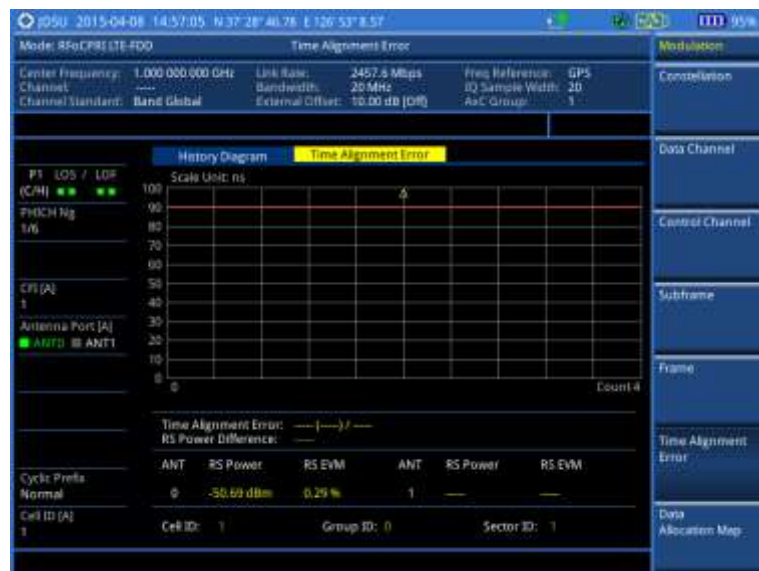 JDSU 2015-04-08 14:57:05 N 37° 28' 40.78 E 126° 53' 8.57 95%
Mode: RFoCPRI LTE-FDD Time Alignment Error Modulation
Center Frequency: 1.000 000 000 GHz Link Rate: 2457.6 Mbps Freq Reference: GPS
Channel: ---- Bandwidth: 20 MHz IQ Sample Width: 20
Channel Standard: Band Global External Offset: 10.00 dB [Off] AxC Group: 1
Constellation
History Diagram Time Alignment Error
Data Channel
P1 LOS / LOF
(C/H)
Scale Unit: ns
100
90
80
70
60
50
40
30
20
10
0
0 Count 4
PHICH Ng
1/6
Control Channel
CFI [A]
1
Subframe
Antenna Port [A]
ANT0 ANT1
Frame
Time Alignment Error: ---- (----) / ----
RS Power Difference: ----
Time Alignment
Error
ANT RS Power RS EVM ANT RS Power RS EVM
0 -50.69 dBm 0.29 % 1 ---- ----
Cyclic Prefix
Normal
Cell ID [A]
1
Cell ID: 1 Group ID: 0 Sector ID: 1
Data
Allocation Map